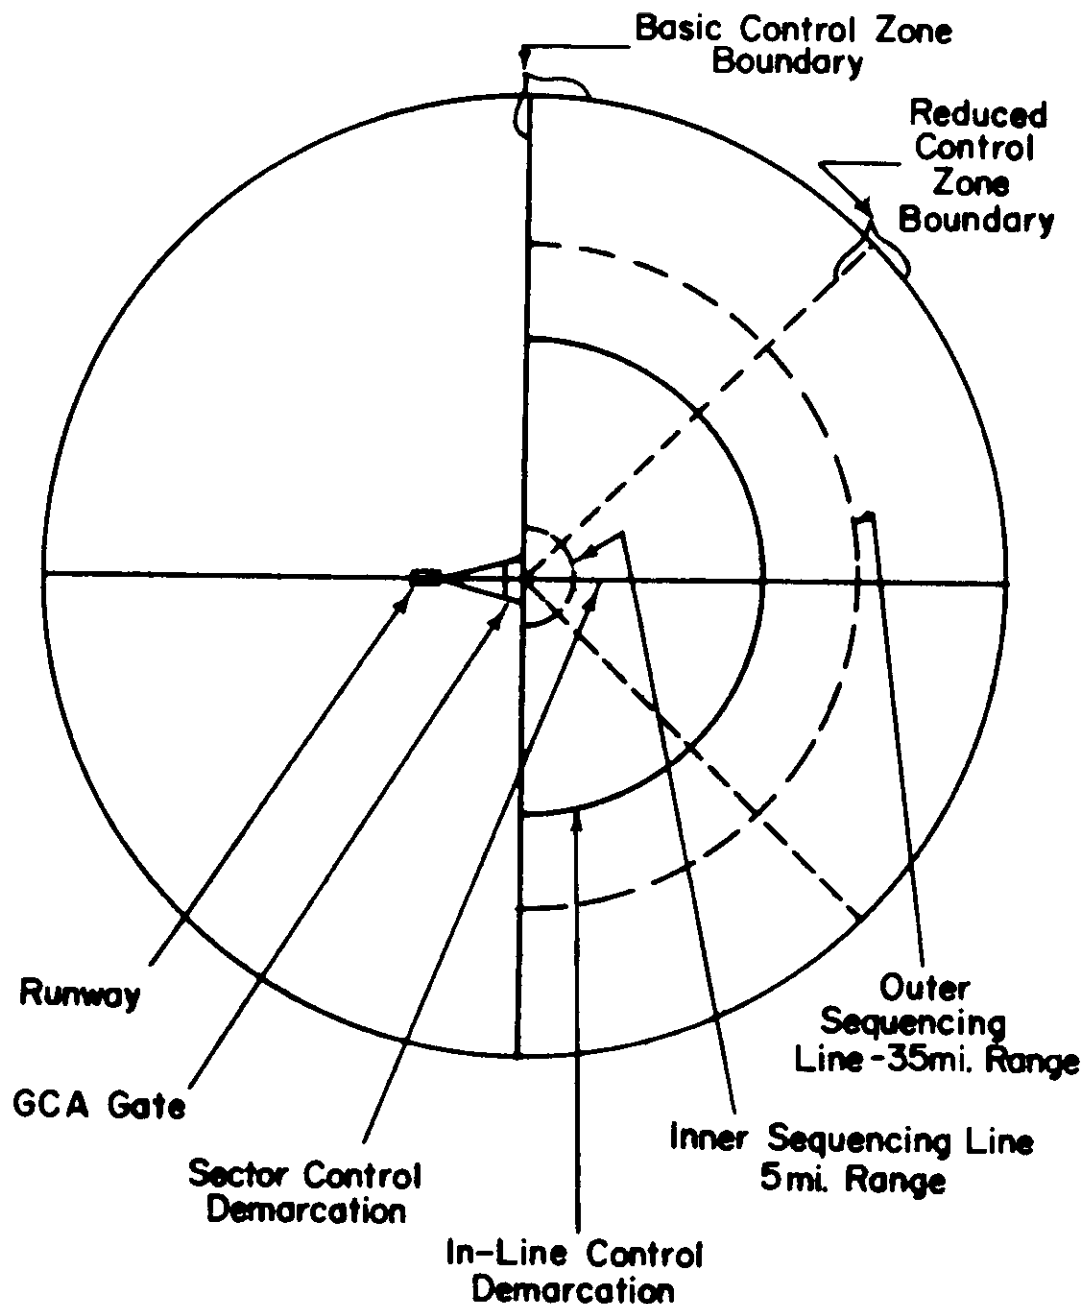 Basic Control Zone
Boundary
Reduced
Control
Zone
Boundary
Runway
Outer
Sequencing
Line-35mi. Range
GCA Gate
Inner Sequencing Line
5mi. Range
Sector Control
Demarcation
In-Line Control
Demarcation